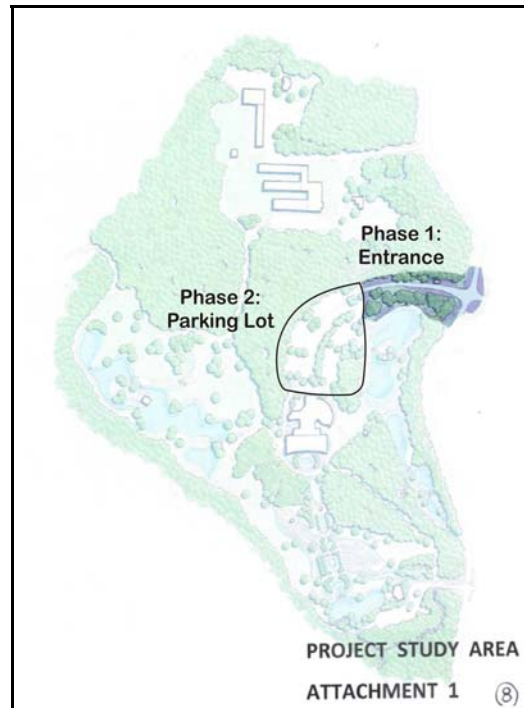 Phase 1:
Entrance
Phase 2:
Parking Lot
PROJECT STUDY AREA
ATTACHMENT 1 8